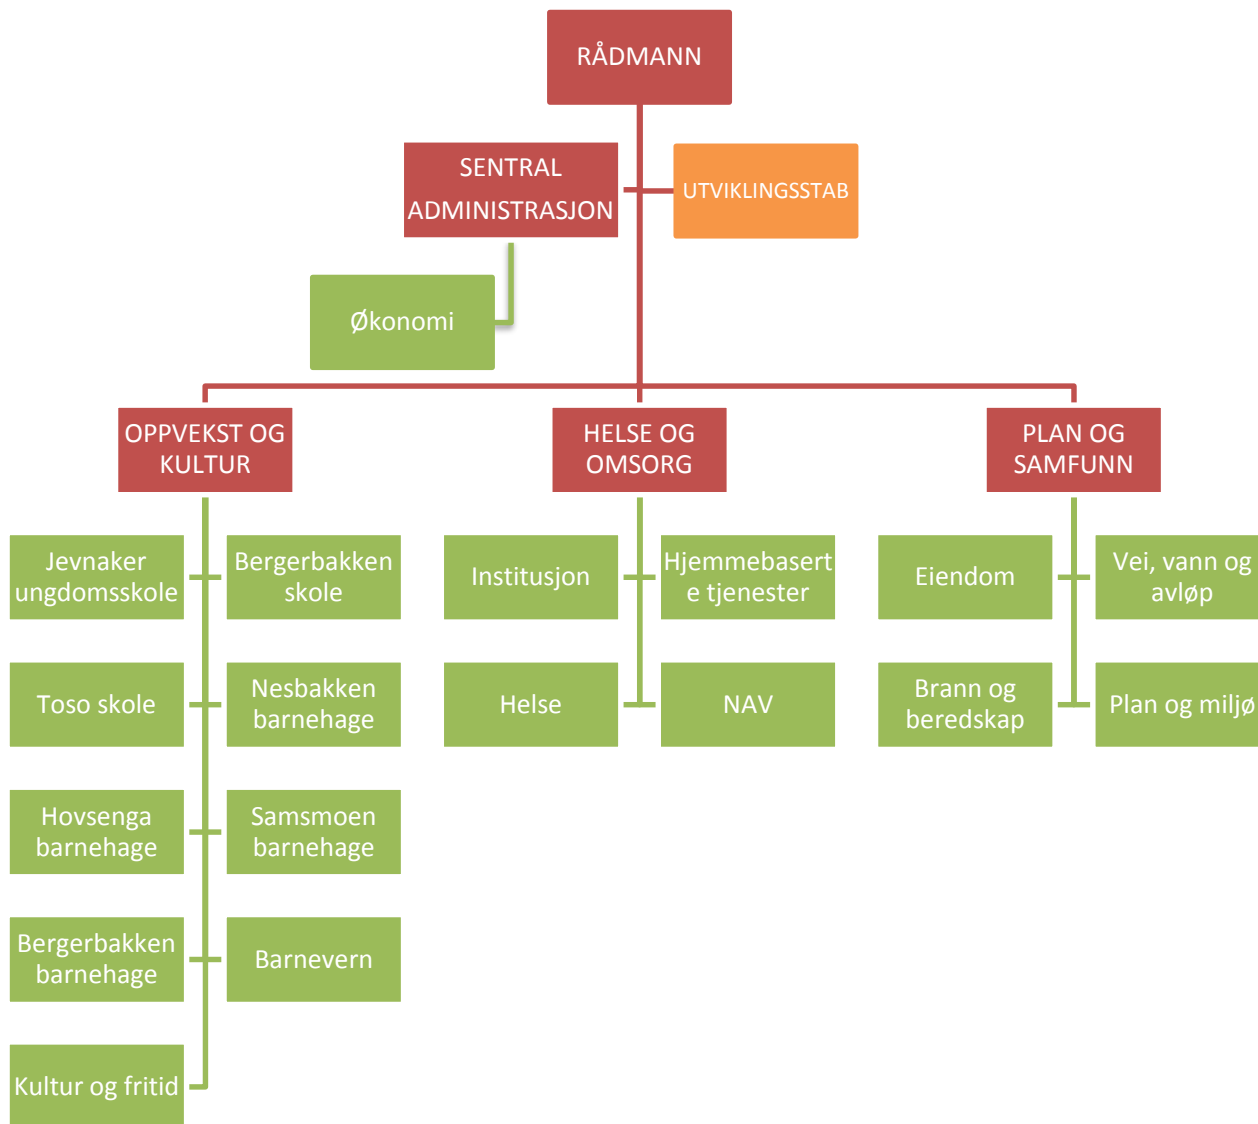 RÅDMANN
SENTRAL
ADMINISTRASJON
UTVIKLINGSSTAB
Økonomi
OPPVEKST OG
KULTUR
HELSE OG
OMSORG
PLAN OG
SAMFUNN
Jevnaker
ungdomsskole
Bergerbakken
skole
Institusjon
Hjemmebasert
e tjenester
Eiendom
Vei, vann og
avløp
Toso skole
Nesbakken
barnehage
Helse
NAV
Brann og
beredskap
Plan og miljø
Hovsenga
barnehage
Samsmoen
barnehage
Bergerbakken
barnehage
Barnevern
Kultur og fritid